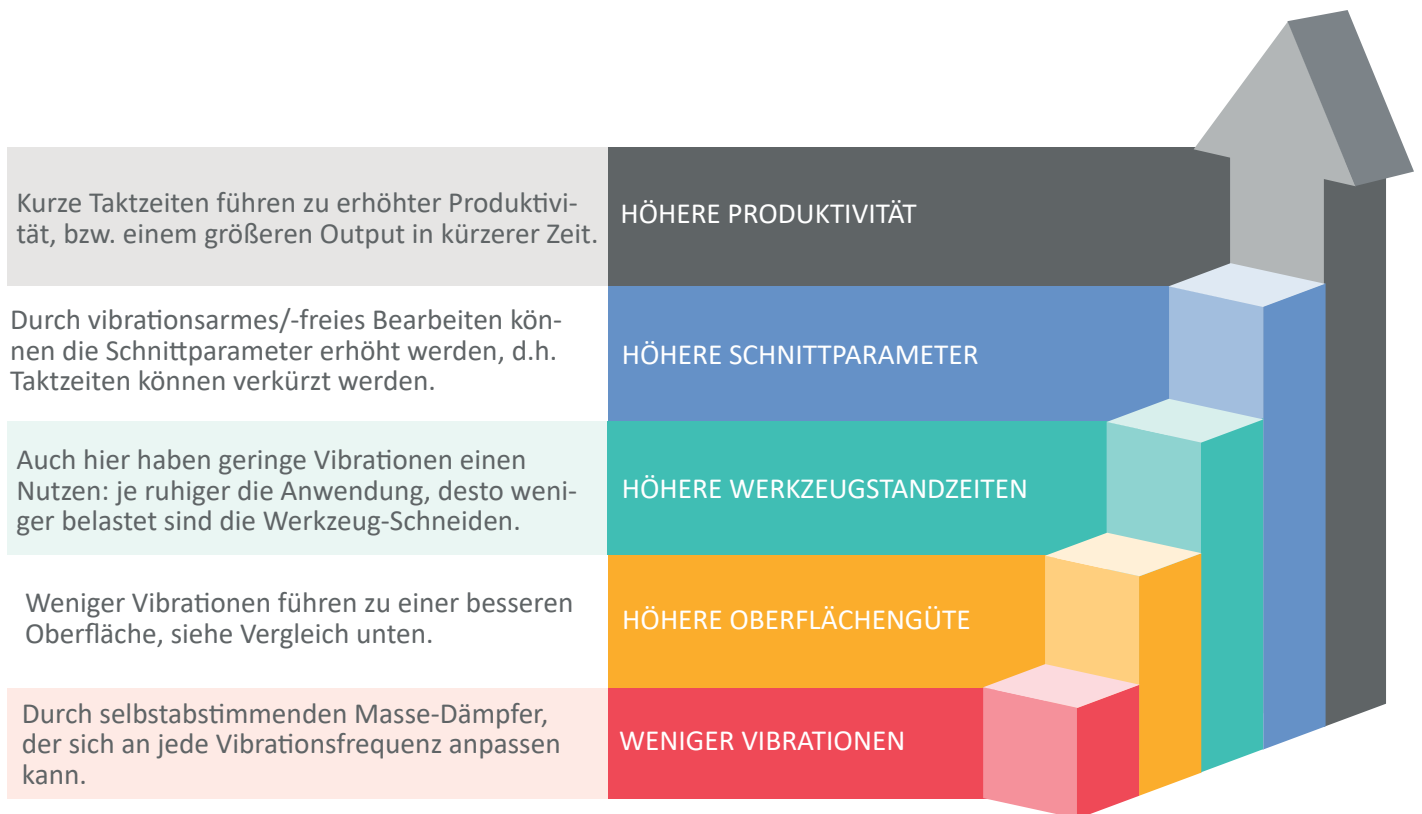 Kurze Taktzeiten führen zu erhöhter Produktivi-
tät, bzw. einem größeren Output in kürzerer Zeit.
HÖHERE PRODUKTIVITÄT
Durch vibrationsarmes/-freies Bearbeiten kön-
nen die Schnittparameter erhöht werden, d.h.
Taktzeiten können verkürzt werden.
HÖHERE SCHNITTPARAMETER
Auch hier haben geringe Vibrationen einen
Nutzen: je ruhiger die Anwendung, desto weni-
ger belastet sind die Werkzeug-Schneiden.
HÖHERE WERKZEUGSTANDZEITEN
Weniger Vibrationen führen zu einer besseren
Oberfläche, siehe Vergleich unten.
HÖHERE OBERFLÄCHENGÜTE
Durch selbstabstimmenden Masse-Dämpfer,
der sich an jede Vibrationsfrequenz anpassen
kann.
WENIGER VIBRATIONEN